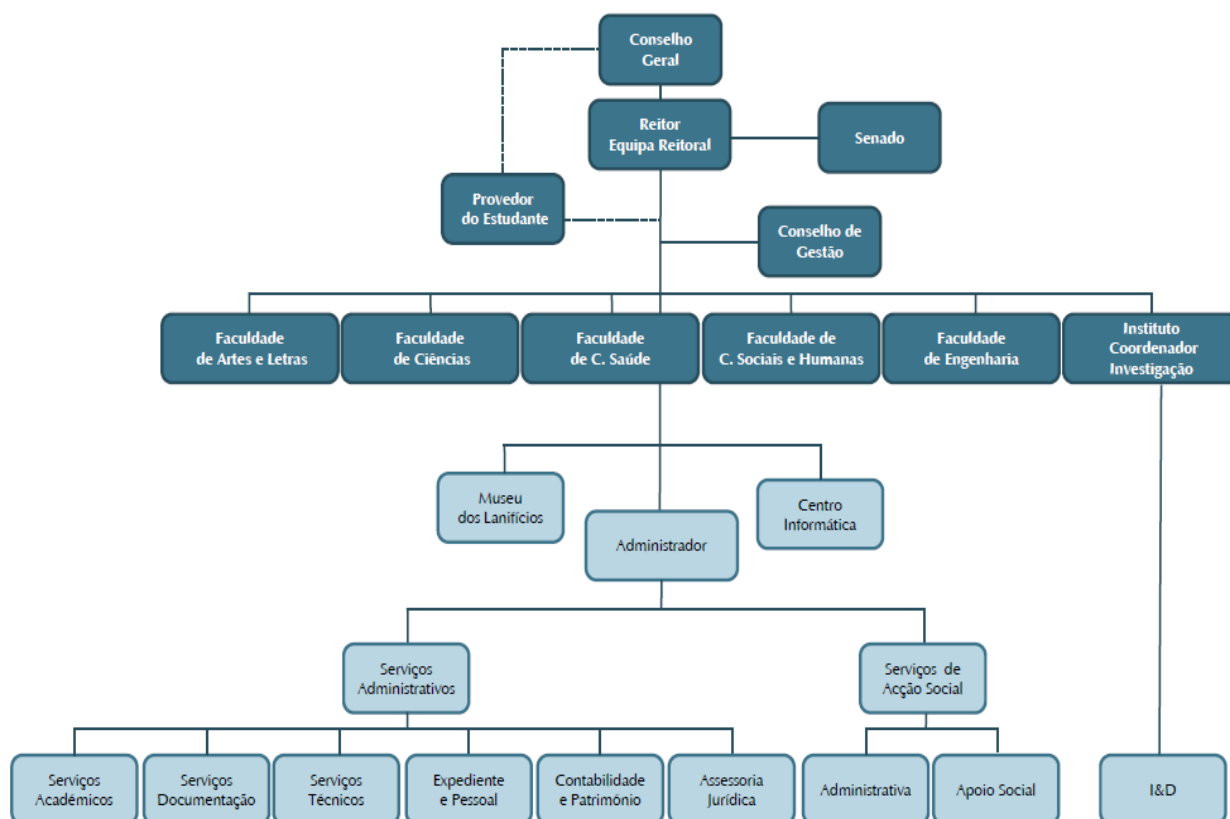 Conselho
Geral
Reitor
Equipa Reitoral
Senado
Provedor
do Estudante
Conselho de
Gestão
Faculdade
de Artes e Letras
Faculdade
de Ciências
Faculdade
de C. Saúde
Faculdade de
C. Sociais e Humanas
Faculdade
de Engenharia
Instituto
Coordenador
Investigação
Museu
dos Lanifícios
Centro
Informática
Administrador
Serviços
Administrativos
Serviços de
Acção Social
Serviços
Académicos
Serviços
Documentação
Serviços
Técnicos
Expediente
e Pessoal
Contabilidade
e Património
Assessoria
Jurídica
Administrativa
Apoio Social
I&D